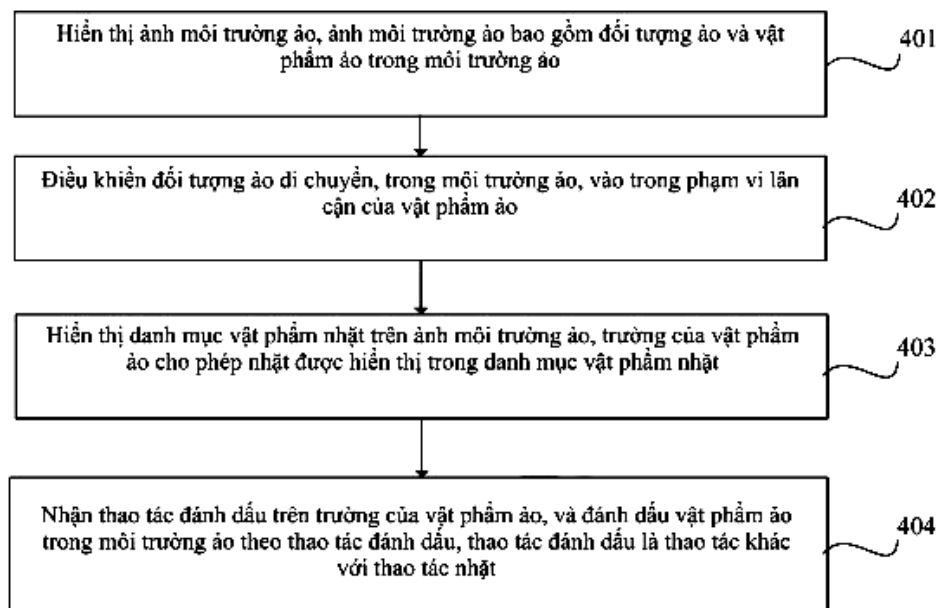 Hiển thị ảnh môi trường ảo, ảnh môi trường ảo bao gồm đối tượng ảo và vật
phẩm ảo trong môi trường ảo
401
Điều khiển đối tượng ảo di chuyển, trong môi trường ảo, vào trong phạm vi lân
cận của vật phẩm ảo
402
Hiển thị danh mục vật phẩm nhặt trên ảnh môi trường ảo, trường của vật phẩm
ảo cho phép nhặt được hiển thị trong danh mục vật phẩm nhặt
403
Nhận thao tác đánh dấu trên trường của vật phẩm ảo, và đánh dấu vật phẩm ảo
trong môi trường ảo theo thao tác đánh dấu, thao tác đánh dấu là thao tác khác
với thao tác nhặt
404